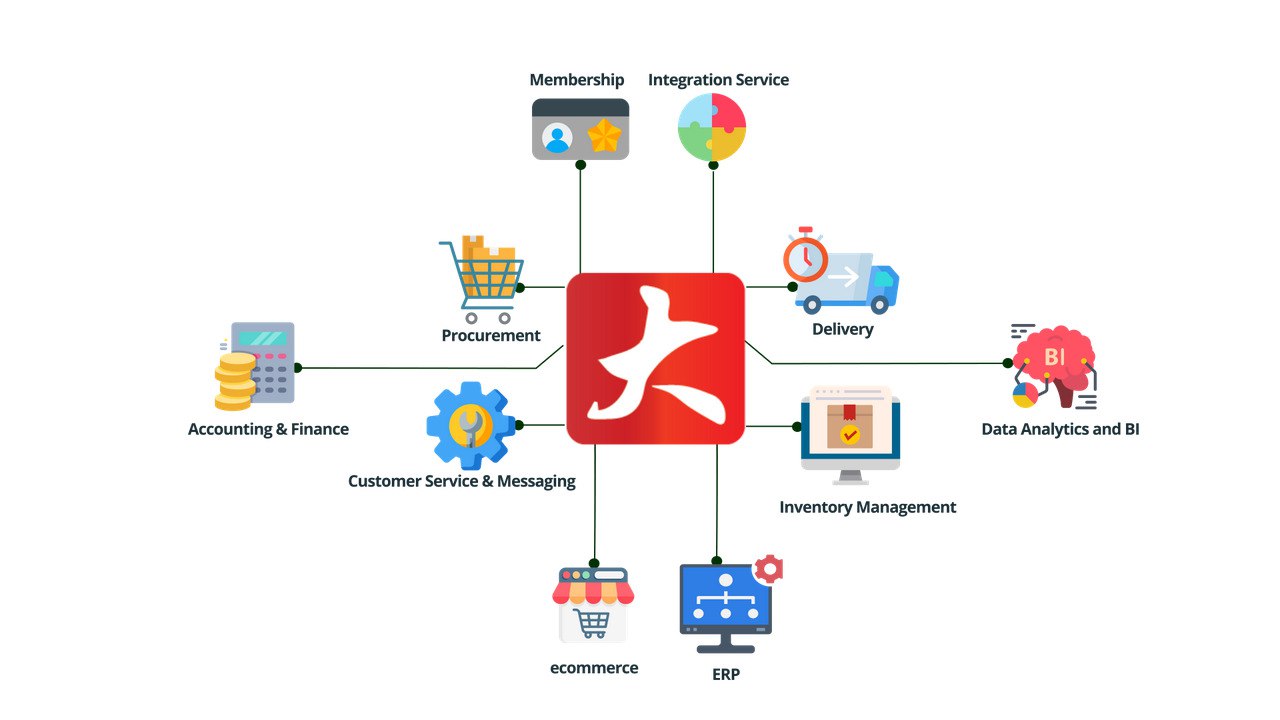 Membership
Integration Service
Procurement
Delivery
大
Accounting & Finance
BI
Data Analytics and BI
Customer Service & Messaging
Inventory Management
ecommerce
ERP